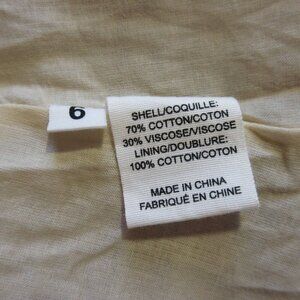 6
SHELL/COQUILLE:
70% COTTON/COTON
30% VISCOSE/VISCOSE
LINING/DOUBLURE:
100% COTTON/COTON
MADE IN CHINA
FABRIQUÉ EN CHINE